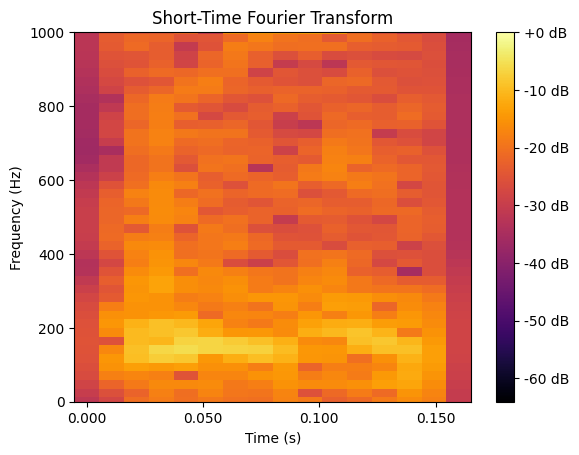 Short-Time Fourier Transform
1000
800
600
400
200
0
Frequency (Hz)
0.000
0.050
0.100
0.150
Time (s)
+0 dB
-10 dB
-20 dB
-30 dB
-40 dB
-50 dB
-60 dB